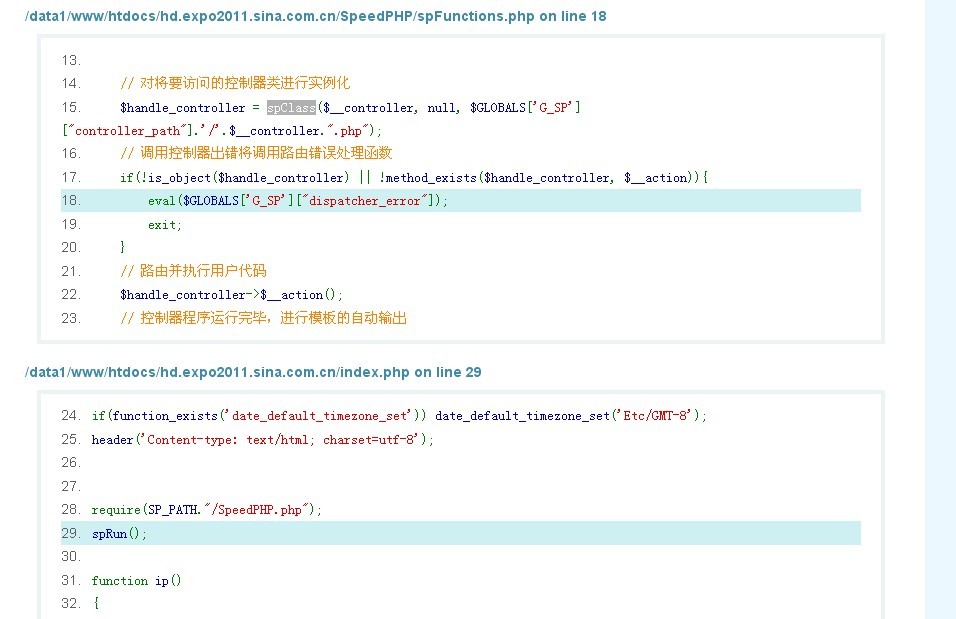 /data1/www/htdocs/hd.expo2011.sina.com.cn/SpeedPHP/spFunctions.php on line 18
13.
14. // 对将要访问的控制器类进行实例化
15. $handle_controller = spClass($__controller, null, $GLOBALS['G_SP']
["controller_path"].'/'.$__controller.".php");
16. // 调用控制器出错将调用路由错误处理函数
17. if(!is_object($handle_controller) || !method_exists($handle_controller, $__action)){
18. eval($GLOBALS['G_SP']["dispatcher_error"]);
19. exit;
20. }
21. // 路由并执行用户代码
22. $handle_controller->$__action();
23. // 控制器程序运行完毕，进行模板的自动输出
/data1/www/htdocs/hd.expo2011.sina.com.cn/index.php on line 29
24. if(function_exists('date_default_timezone_set')) date_default_timezone_set('Etc/GMT-8');
25. header('Content-type: text/html; charset=utf-8');
26.
27.
28. require(SP_PATH."/SpeedPHP.php");
29. spRun();
30.
31. function ip()
32. {